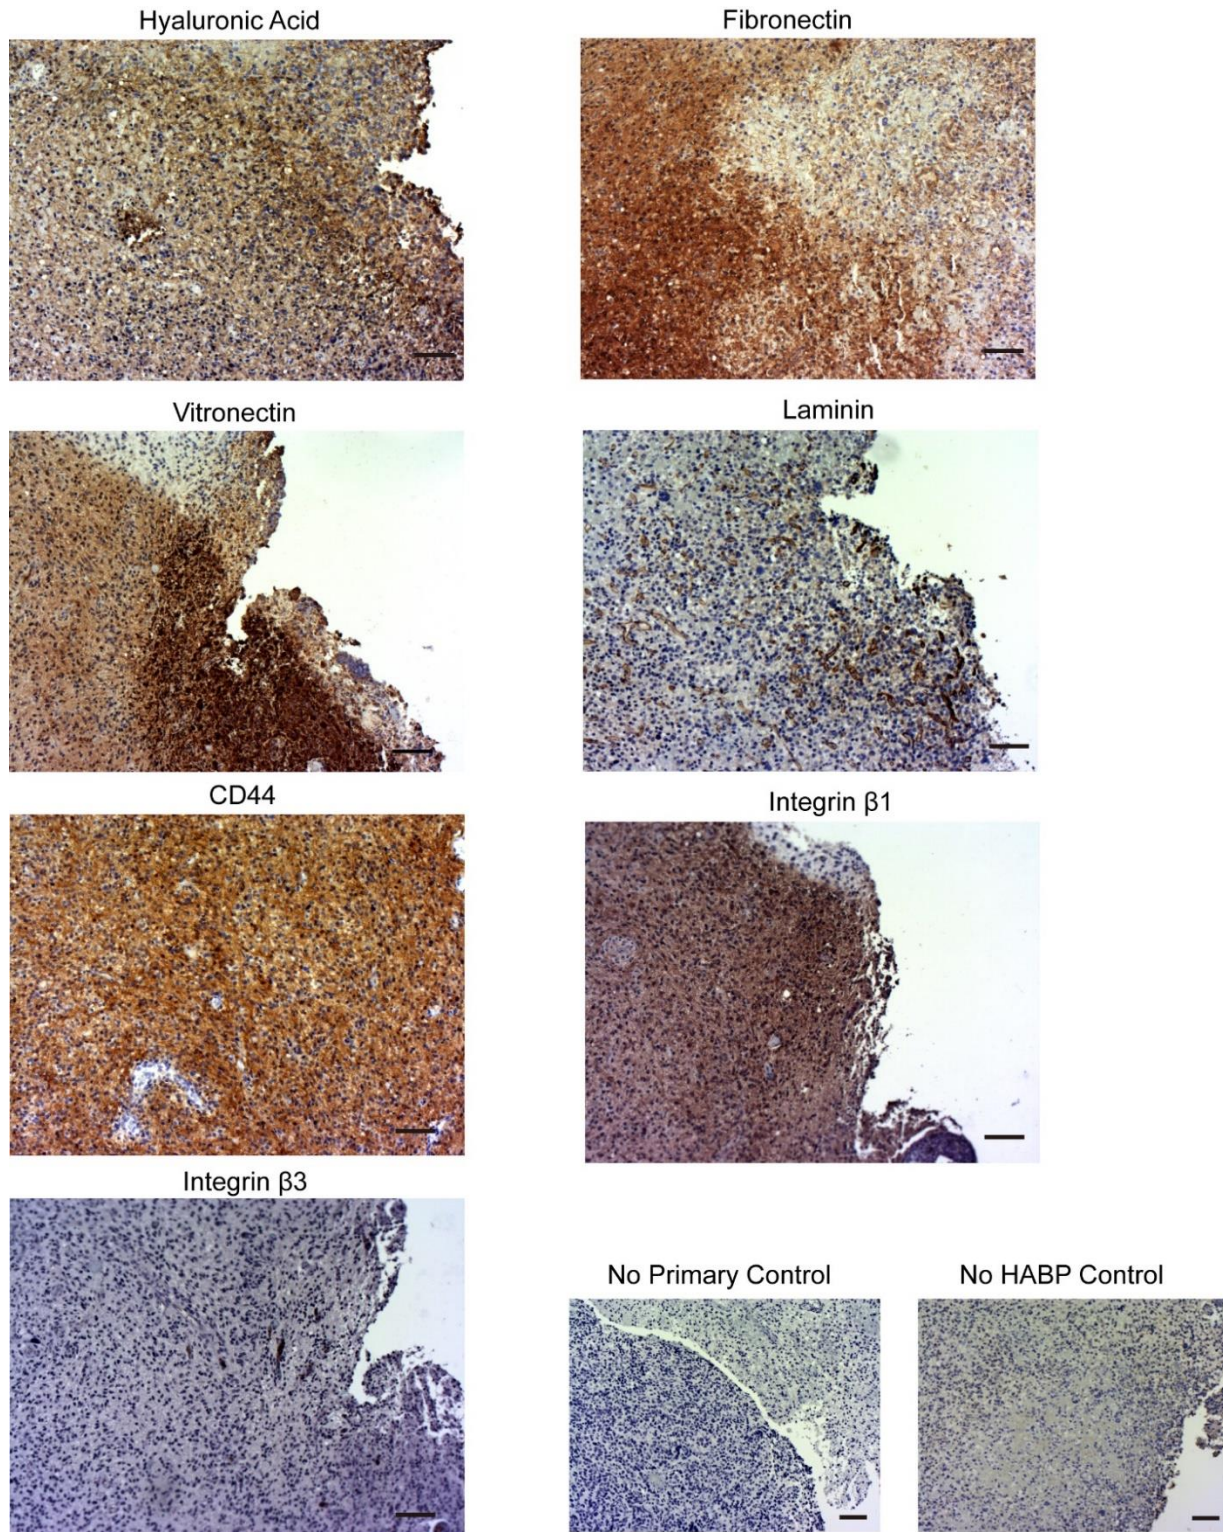 Hyaluronic Acid
Fibronectin
Vitronectin
Laminin
CD44
Integrin β1
Integrin β3
No Primary Control
No HABP Control